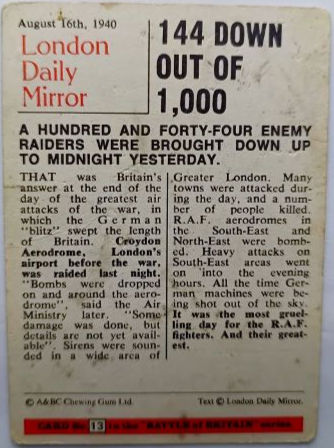 August 16th, 1940
London
Daily
Mirror
144 DOWN
OUT OF
1,000
A HUNDRED AND FORTY-FOUR ENEMY
RAIDERS WERE BROUGHT DOWN UP
TO MIDNIGHT YESTERDAY.
THAT was Britain's
answer at the end of the
day of the greatest air
attacks of the war, in
which the German
"blitz" swept the length
of Britain. Croydon
Aerodrome, London's
airport before the war,
was raided last night.
"Bombs were dropped
on and around the aero-
drome", said the Air
Ministry later. "Some
damage was done, but
details are not yet avail-
able". Sirens were soun-
ded in a wide area of
Greater London. Many
towns were attacked dur-
ing the day, and a num-
ber of people killed.
R.A.F. aerodromes in
the South-East and
North-East were bomb-
ed. Heavy attacks on
South-East areas went
on into the evening
hours. All the time Ger-
man machines were be-
ing shot out of the sky.
It was the most gruel-
ling day for the R.A.F.
fighters. And their great-
est.
© A&BC Chewing Gum Ltd.
Text © London Daily Mirror.
CARD No. 13 in the "BATTLE of BRITAIN" series.